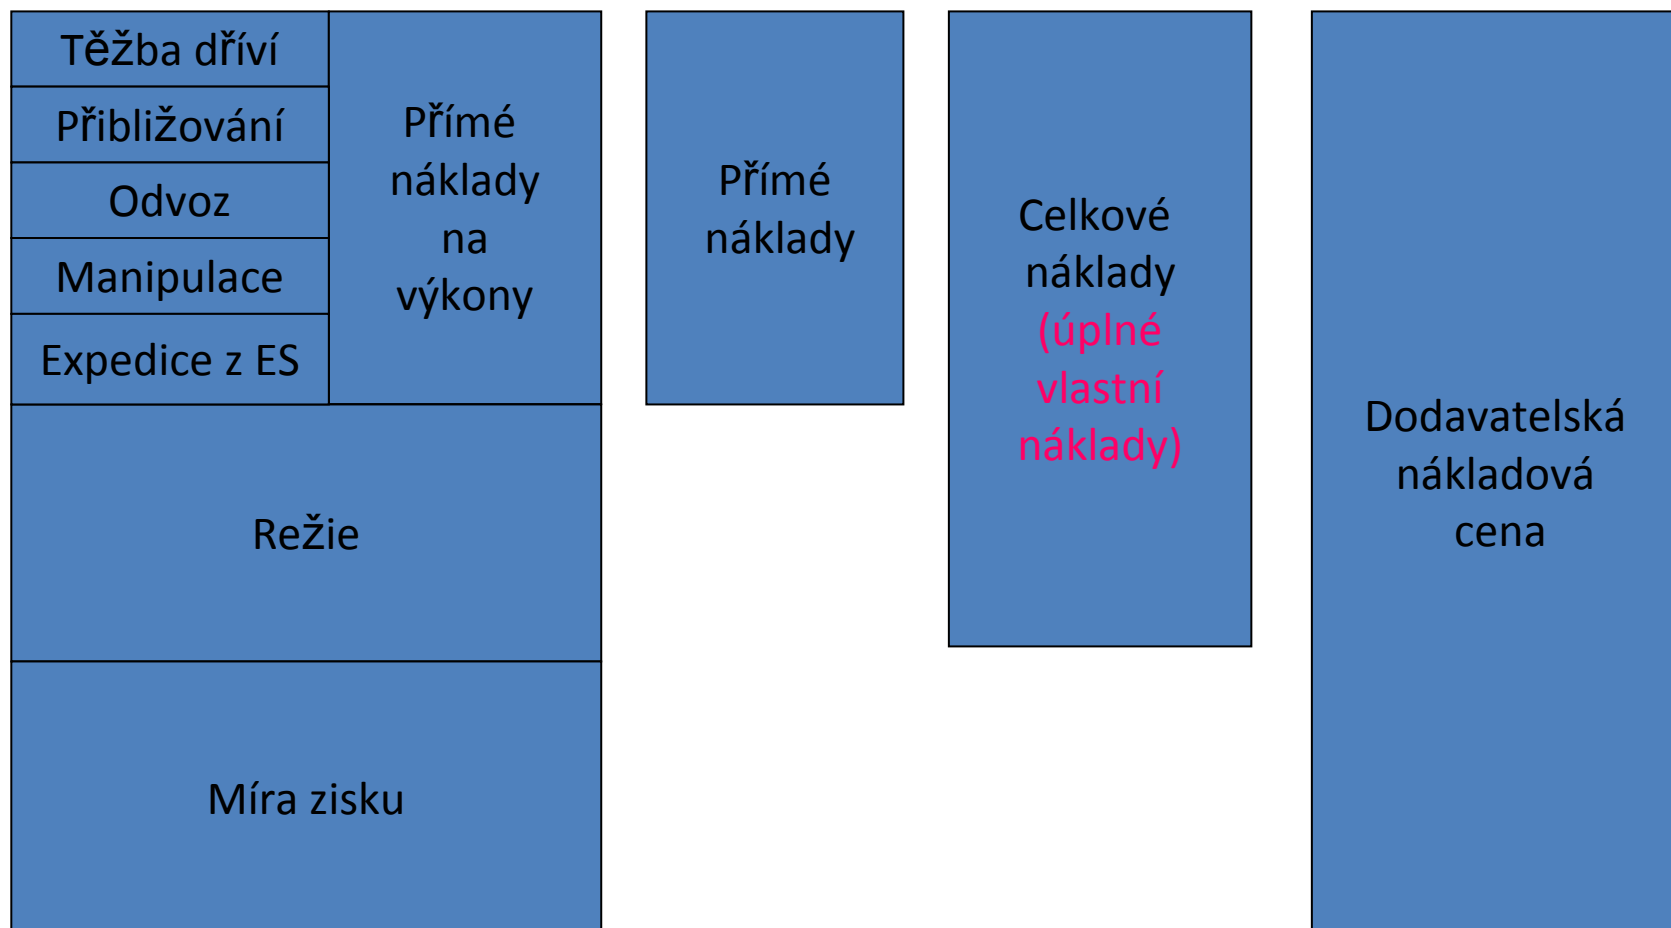 Těžba dříví
Přibližování
Odvoz
Manipulace
Expedice z ES
Přímé
náklady
na
výkony
Režie
Míra zisku
Přímé
náklady
Celkové
náklady
(úplné
vlastní
náklady)
Dodavatelská
nákladová
cena